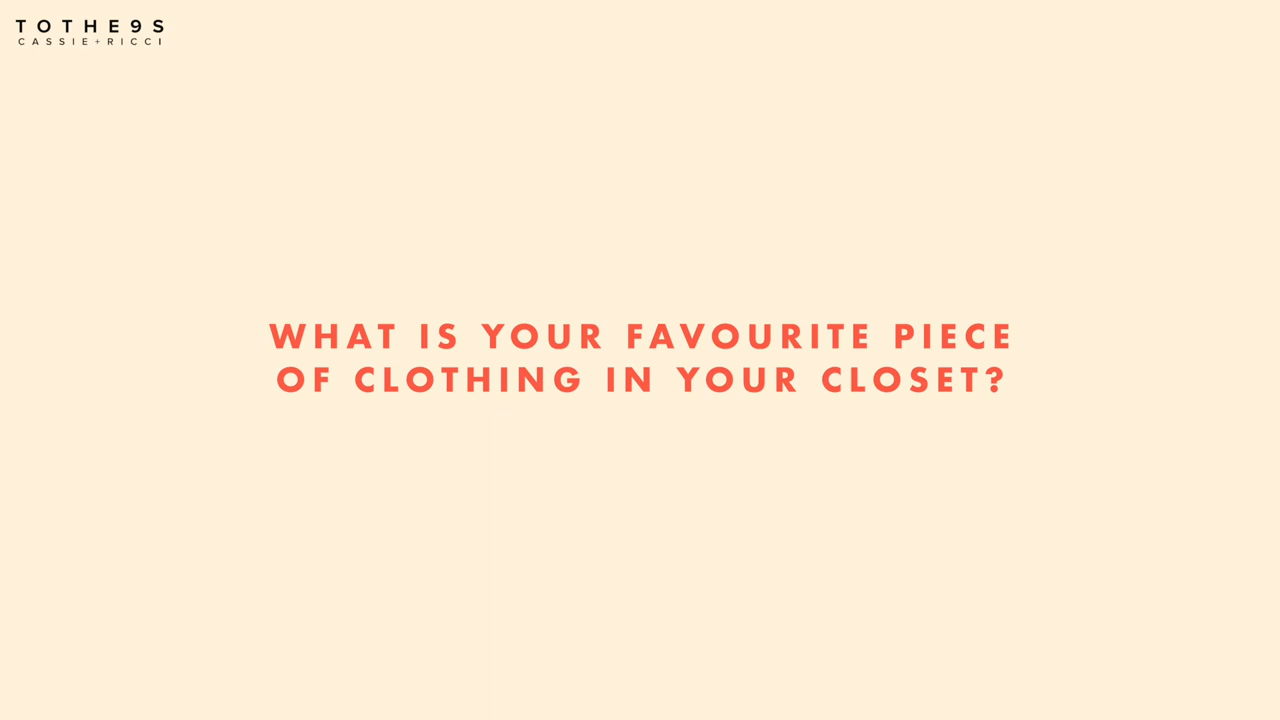 TOTHE9S
CASSIE+RICCI
WHAT IS YOUR FAVOURITE PIECE
OF CLOTHING IN YOUR CLOSET?